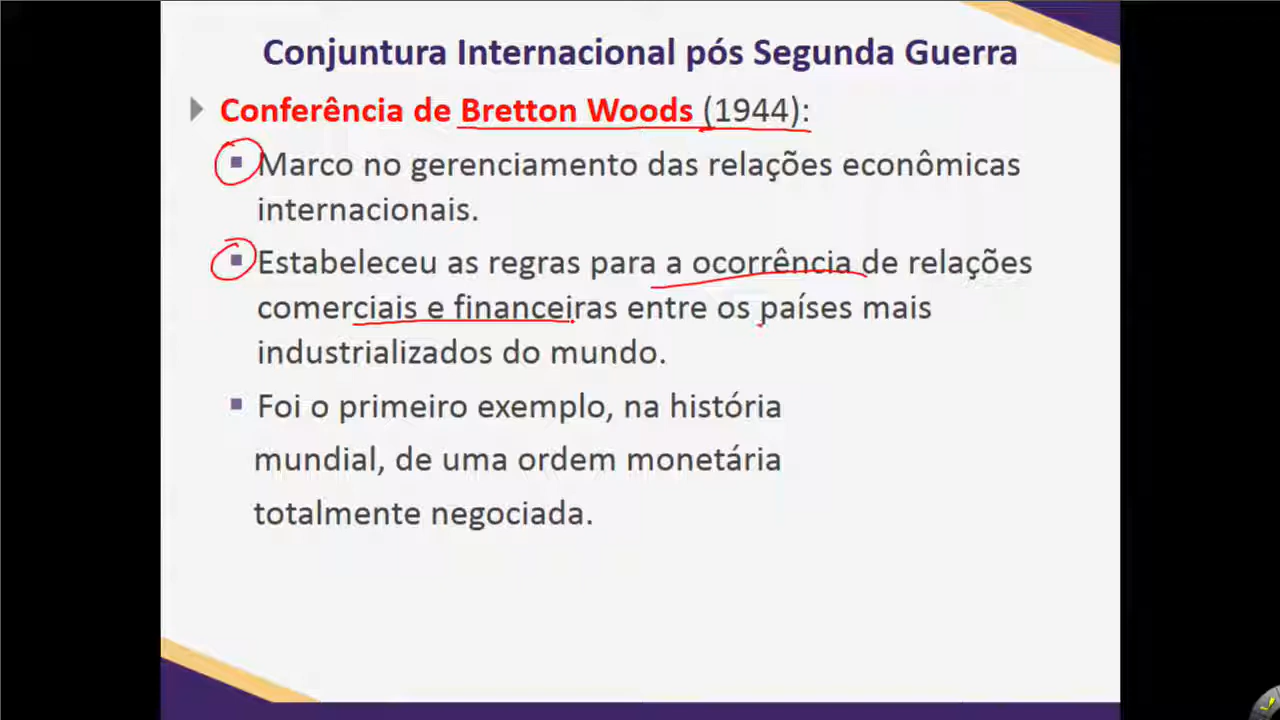 Conjuntura Internacional pós Segunda Guerra
Conferência de Bretton Woods (1944):
Marco no gerenciamento das relações econômicas
internacionais.
Estabeleceu as regras para a ocorrência de relações
comerciais e financeiras entre os países mais
industrializados do mundo.
Foi o primeiro exemplo, na história
mundial, de uma ordem monetária
totalmente negociada.